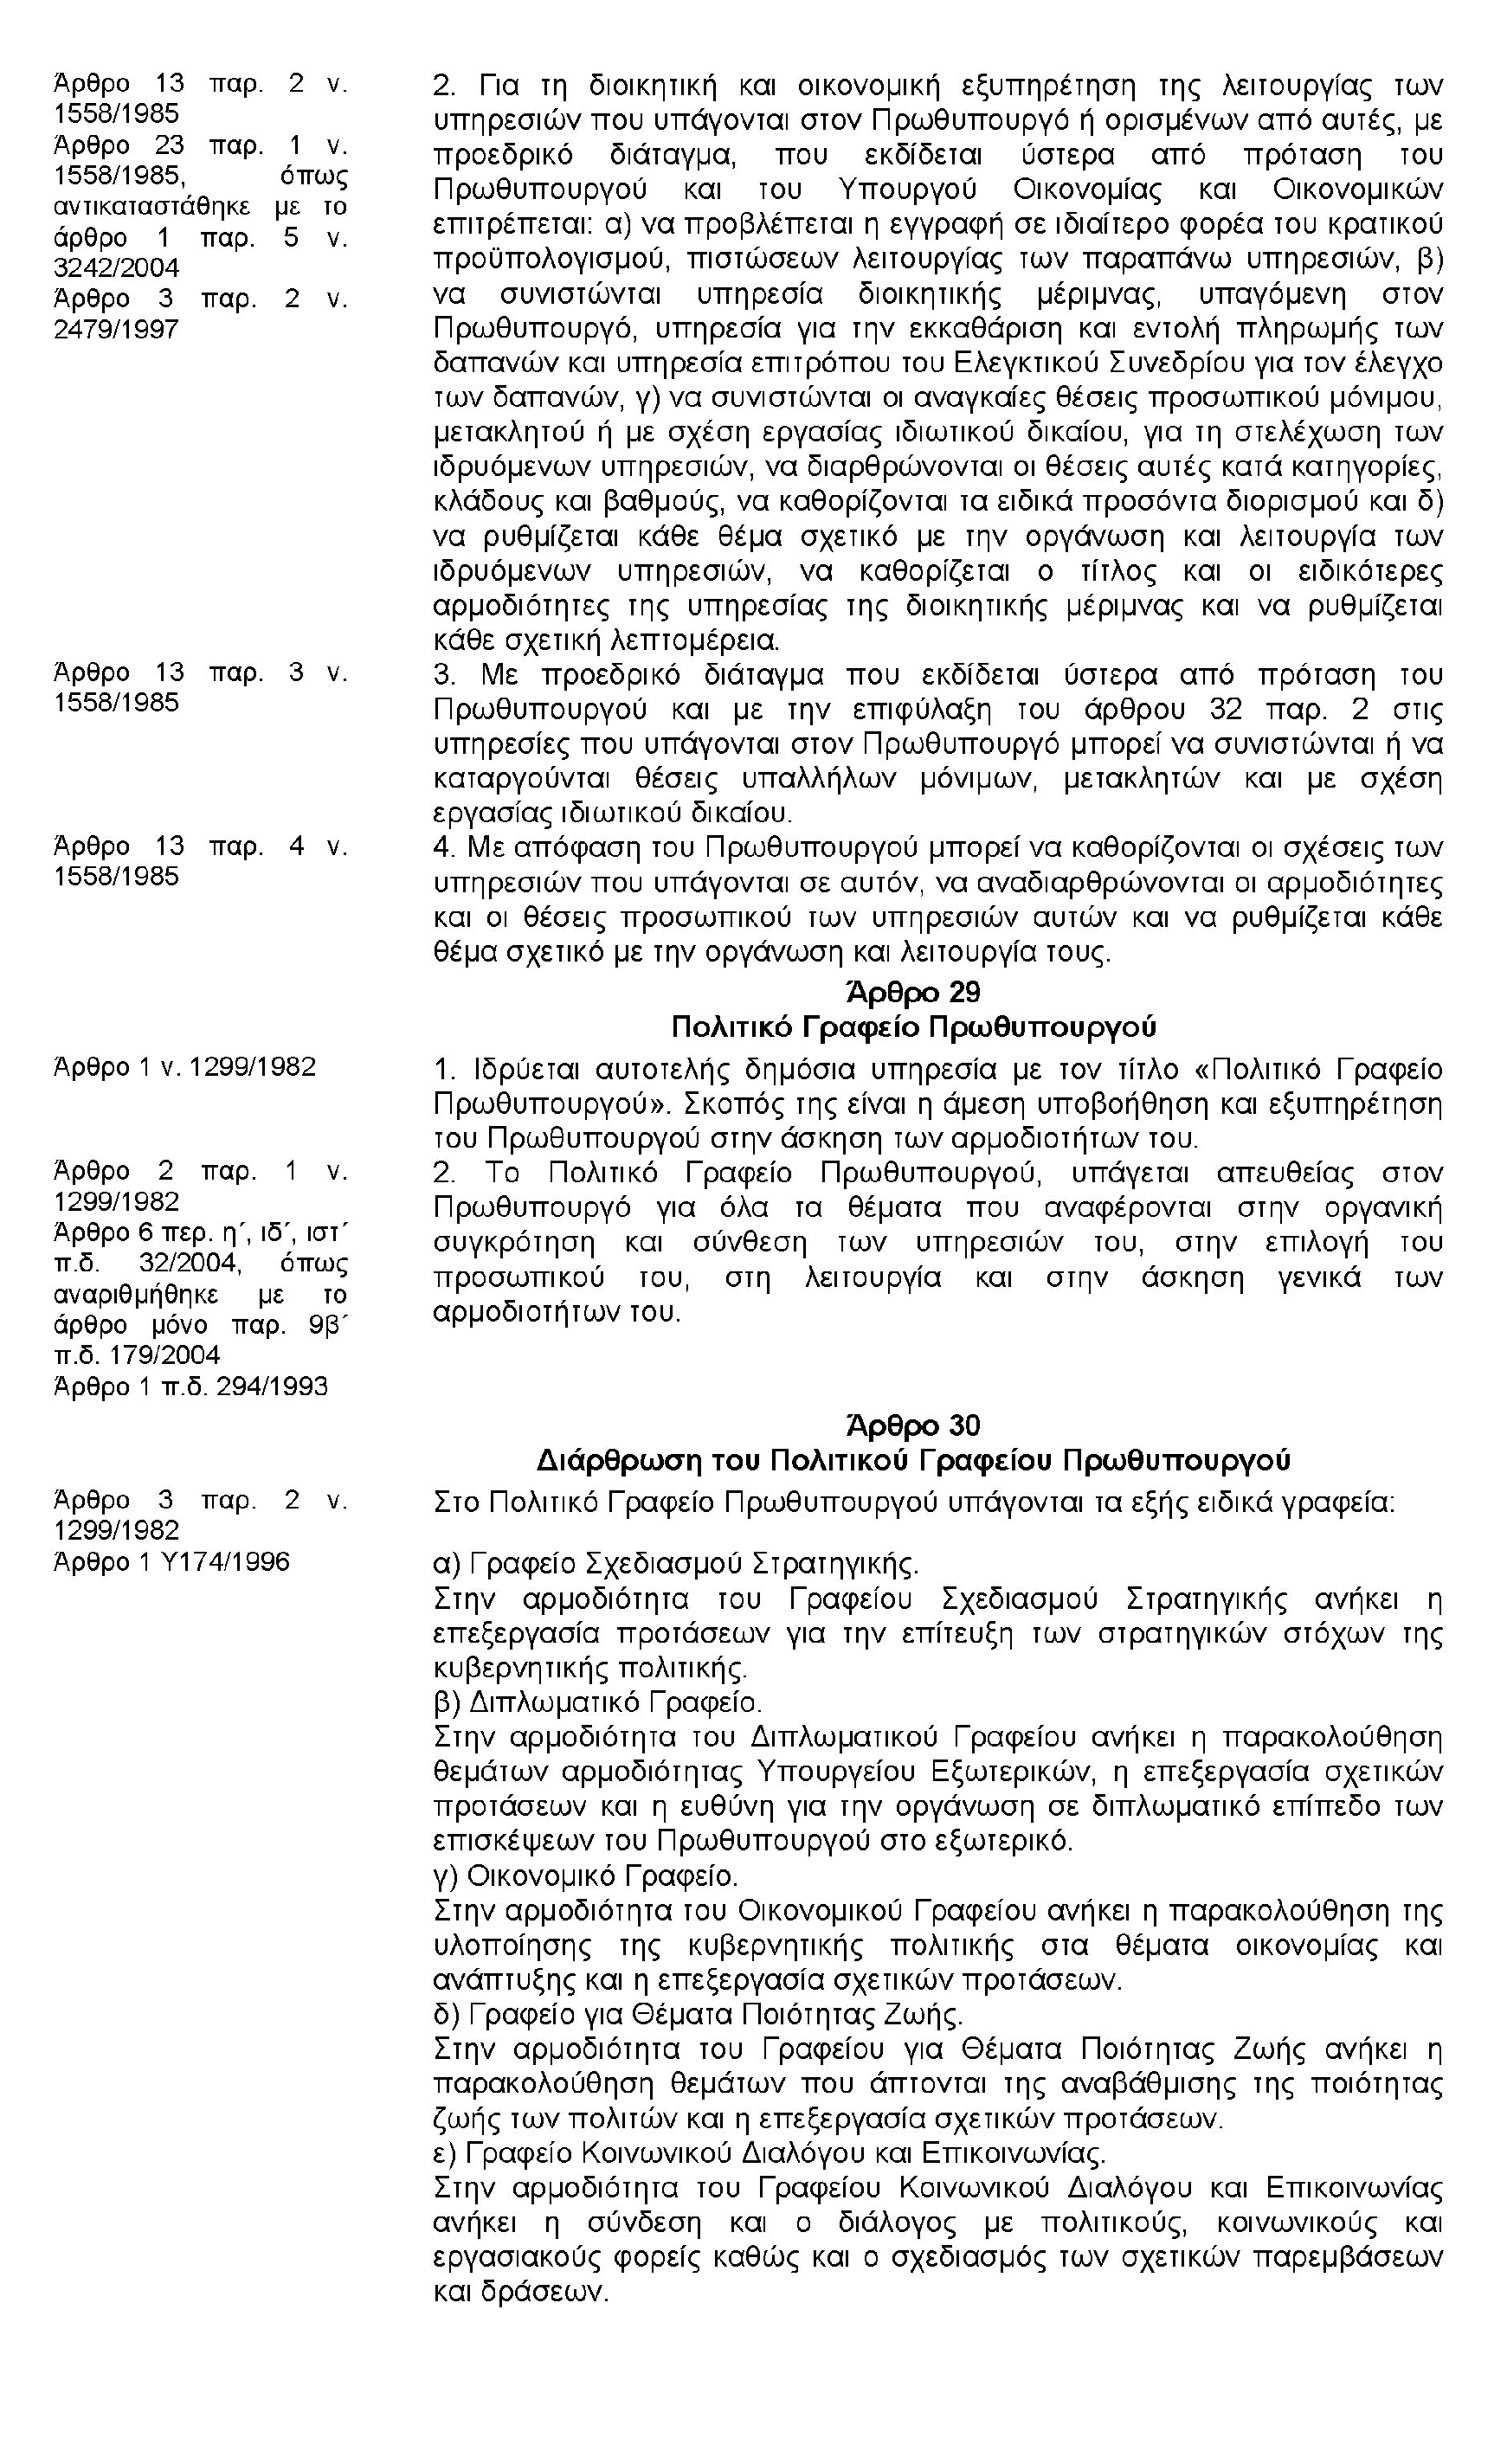 Άρθρο 13 παρ. 2 ν.
1558/1985
Άρθρο 23 παρ. 1 ν.
1558/1985, όπως
αντικαταστάθηκε με το
άρθρο 1 παρ. 5 ν.
3242/2004
Άρθρο 3 παρ. 2 ν.
2479/1997
2. Για τη διοικητική και οικονομική εξυπηρέτηση της λειτουργίας των
υπηρεσιών που υπάγονται στον Πρωθυπουργό ή ορισμένων από αυτές, με
προεδρικό διάταγμα, που εκδίδεται ύστερα από πρόταση του
Πρωθυπουργού και του Υπουργού Οικονομίας και Οικονομικών
επιτρέπεται: α) να προβλέπεται η εγγραφή σε ιδιαίτερο φορέα του κρατικού
προϋπολογισμού, πιστώσεων λειτουργίας των παραπάνω υπηρεσιών, β)
να συνιστώνται υπηρεσία διοικητικής μέριμνας, υπαγόμενη στον
Πρωθυπουργό, υπηρεσία για την εκκαθάριση και εντολή πληρωμής των
δαπανών και υπηρεσία επιτρόπου του Ελεγκτικού Συνεδρίου για τον έλεγχο
των δαπανών, γ) να συνιστώνται οι αναγκαίες θέσεις προσωπικού μόνιμου,
μετακλητού ή με σχέση εργασίας ιδιωτικού δικαίου, για τη στελέχωση των
ιδρυόμενων υπηρεσιών, να διαρθρώνονται οι θέσεις αυτές κατά κατηγορίες,
κλάδους και βαθμούς, να καθορίζονται τα ειδικά προσόντα διορισμού και δ)
να ρυθμίζεται κάθε θέμα σχετικό με την οργάνωση και λειτουργία των
ιδρυόμενων υπηρεσιών, να καθορίζεται ο τίτλος και οι ειδικότερες
αρμοδιότητες της υπηρεσίας της διοικητικής μέριμνας και να ρυθμίζεται
κάθε σχετική λεπτομέρεια.
Άρθρο 13 παρ. 3 ν.
1558/1985
3. Με προεδρικό διάταγμα που εκδίδεται ύστερα από πρόταση του
Πρωθυπουργού και με την επιφύλαξη του άρθρου 32 παρ. 2 στις
υπηρεσίες που υπάγονται στον Πρωθυπουργό μπορεί να συνιστώνται ή να
καταργούνται θέσεις υπαλλήλων μόνιμων, μετακλητών και με σχέση
εργασίας ιδιωτικού δικαίου.
Άρθρο 13 παρ. 4 ν.
1558/1985
4. Με απόφαση του Πρωθυπουργού μπορεί να καθορίζονται οι σχέσεις των
υπηρεσιών που υπάγονται σε αυτόν, να αναδιαρθρώνονται οι αρμοδιότητες
και οι θέσεις προσωπικού των υπηρεσιών αυτών και να ρυθμίζεται κάθε
θέμα σχετικό με την οργάνωση και λειτουργία τους.
Άρθρο 29
Πολιτικό Γραφείο Πρωθυπουργού
Άρθρο 1 ν. 1299/1982
1. Ιδρύεται αυτοτελής δημόσια υπηρεσία με τον τίτλο «Πολιτικό Γραφείο
Πρωθυπουργού». Σκοπός της είναι η άμεση υποβοήθηση και εξυπηρέτηση
του Πρωθυπουργού στην άσκηση των αρμοδιοτήτων του.
Άρθρο 2 παρ. 1 ν.
1299/1982
Άρθρο 6 περ. η΄, ιδ΄, ιστ΄
π.δ. 32/2004, όπως
αναριθμήθηκε με το
άρθρο μόνο παρ. 9β΄
π.δ. 179/2004
Άρθρο 1 π.δ. 294/1993
2. Το Πολιτικό Γραφείο Πρωθυπουργού, υπάγεται απευθείας στον
Πρωθυπουργό για όλα τα θέματα που αναφέρονται στην οργανική
συγκρότηση και σύνθεση των υπηρεσιών του, στην επιλογή του
προσωπικού του, στη λειτουργία και στην άσκηση γενικά των
αρμοδιοτήτων του.
Άρθρο 30
Διάρθρωση του Πολιτικού Γραφείου Πρωθυπουργού
Άρθρο 3 παρ. 2 ν.
1299/1982
Άρθρο 1 Υ174/1996
Στο Πολιτικό Γραφείο Πρωθυπουργού υπάγονται τα εξής ειδικά γραφεία:
α) Γραφείο Σχεδιασμού Στρατηγικής.
Στην αρμοδιότητα του Γραφείου Σχεδιασμού Στρατηγικής ανήκει η
επεξεργασία προτάσεων για την επίτευξη των στρατηγικών στόχων της
κυβερνητικής πολιτικής.
β) Διπλωματικό Γραφείο.
Στην αρμοδιότητα του Διπλωματικού Γραφείου ανήκει η παρακολούθηση
θεμάτων αρμοδιότητας Υπουργείου Εξωτερικών, η επεξεργασία σχετικών
προτάσεων και η ευθύνη για την οργάνωση σε διπλωματικό επίπεδο των
επισκέψεων του Πρωθυπουργού στο εξωτερικό.
γ) Οικονομικό Γραφείο.
Στην αρμοδιότητα του Οικονομικού Γραφείου ανήκει η παρακολούθηση της
υλοποίησης της κυβερνητικής πολιτικής στα θέματα οικονομίας και
ανάπτυξης και η επεξεργασία σχετικών προτάσεων.
δ) Γραφείο για Θέματα Ποιότητας Ζωής.
Στην αρμοδιότητα του Γραφείου για Θέματα Ποιότητας Ζωής ανήκει η
παρακολούθηση θεμάτων που άπτονται της αναβάθμισης της ποιότητας
ζωής των πολιτών και η επεξεργασία σχετικών προτάσεων.
ε) Γραφείο Κοινωνικού Διαλόγου και Επικοινωνίας.
Στην αρμοδιότητα του Γραφείου Κοινωνικού Διαλόγου και Επικοινωνίας
ανήκει η σύνδεση και ο διάλογος με πολιτικούς, κοινωνικούς και
εργασιακούς φορείς καθώς και ο σχεδιασμός των σχετικών παρεμβάσεων
και δράσεων.